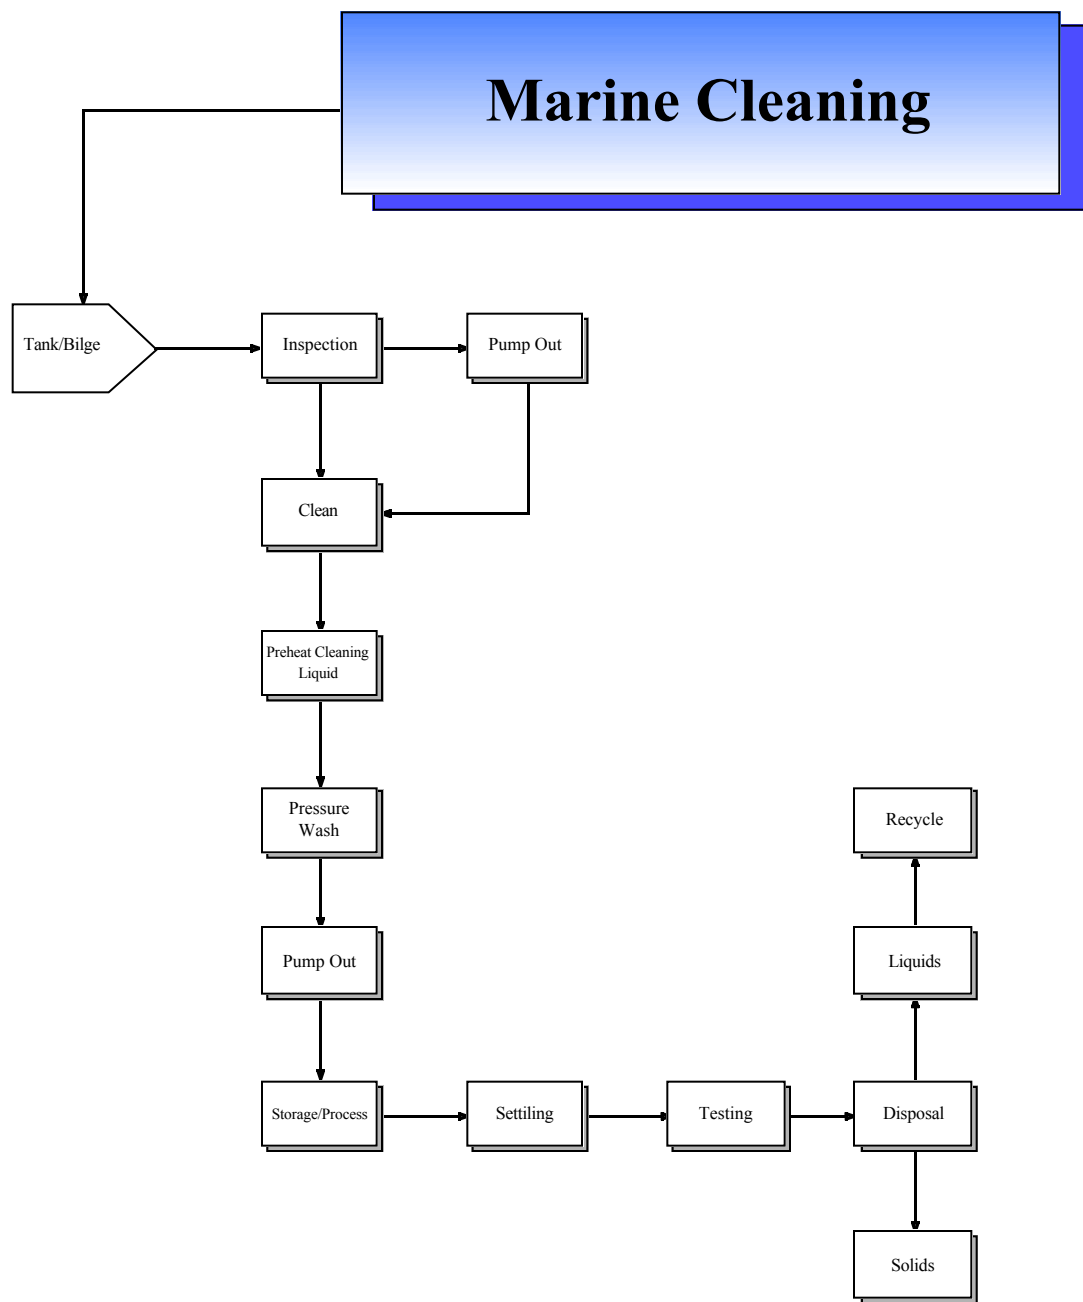 Marine Cleaning
Tank/Bilge
Inspection
Pump Out
Clean
Preheat Cleaning
Liquid
Pressure
Wash
Recycle
Pump Out
Liquids
Storage/Process
Settiling
Testing
Disposal
Solids